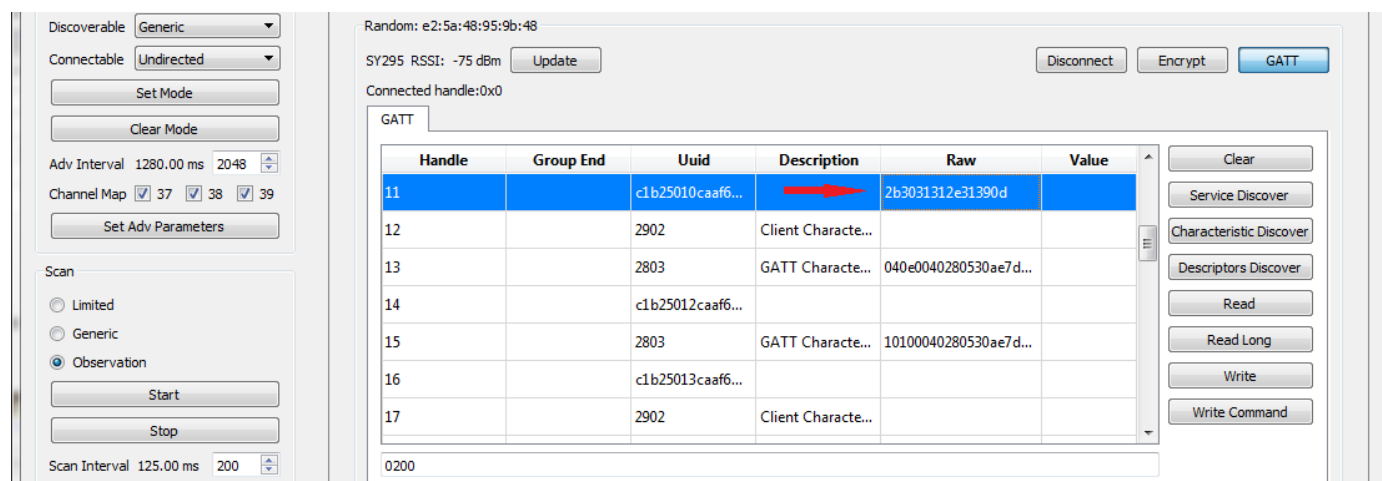 Discoverable Generic
Connectable Undirected
Set Mode
Clear Mode
Adv Interval 1280.00 ms 2048
Channel Map 37 38 39
Set Adv Parameters
Scan
Limited
Generic
Observation
Start
Stop
Scan Interval 125.00 ms 200
Random: e2:5a:48:95:9b:48
SY295 RSSI: -75 dBm Update Disconnect Encrypt GATT
Connected handle:0x0
GATT
Handle Group End Uuid Description Raw Value
11 c1b25010caaf6... 2b3031312e31390d
12 2902 Client Characte...
13 2803 GATT Characte... 040e0040280530ae7d...
14 c1b25012caaf6...
15 2803 GATT Characte... 10100040280530ae7d...
16 c1b25013caaf6...
17 2902 Client Characte...
0200
Clear
Service Discover
Characteristic Discover
Descriptors Discover
Read
Read Long
Write
Write Command